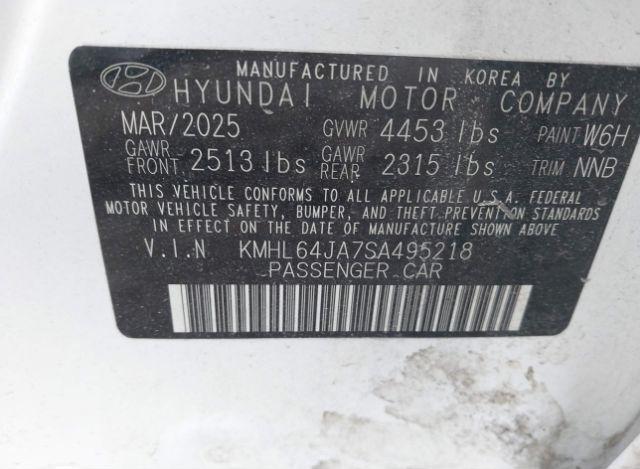 MANUFACTURED IN KOREA BY
HYUNDAI MOTOR COMPANY
MAR/2025 GVWR 4453 lbs PAINT W6H
GAWR FRONT 2513 lbs GAWR REAR 2315 lbs TRIM NNB
THIS VEHICLE CONFORMS TO ALL APPLICABLE U.S.A. FEDERAL
MOTOR VEHICLE SAFETY, BUMPER, AND THEFT PREVENTION STANDARDS
IN EFFECT ON THE DATE OF MANUFACTURE SHOWN ABOVE
V.I.N KMHL64JA7SA495218
PASSENGER CAR